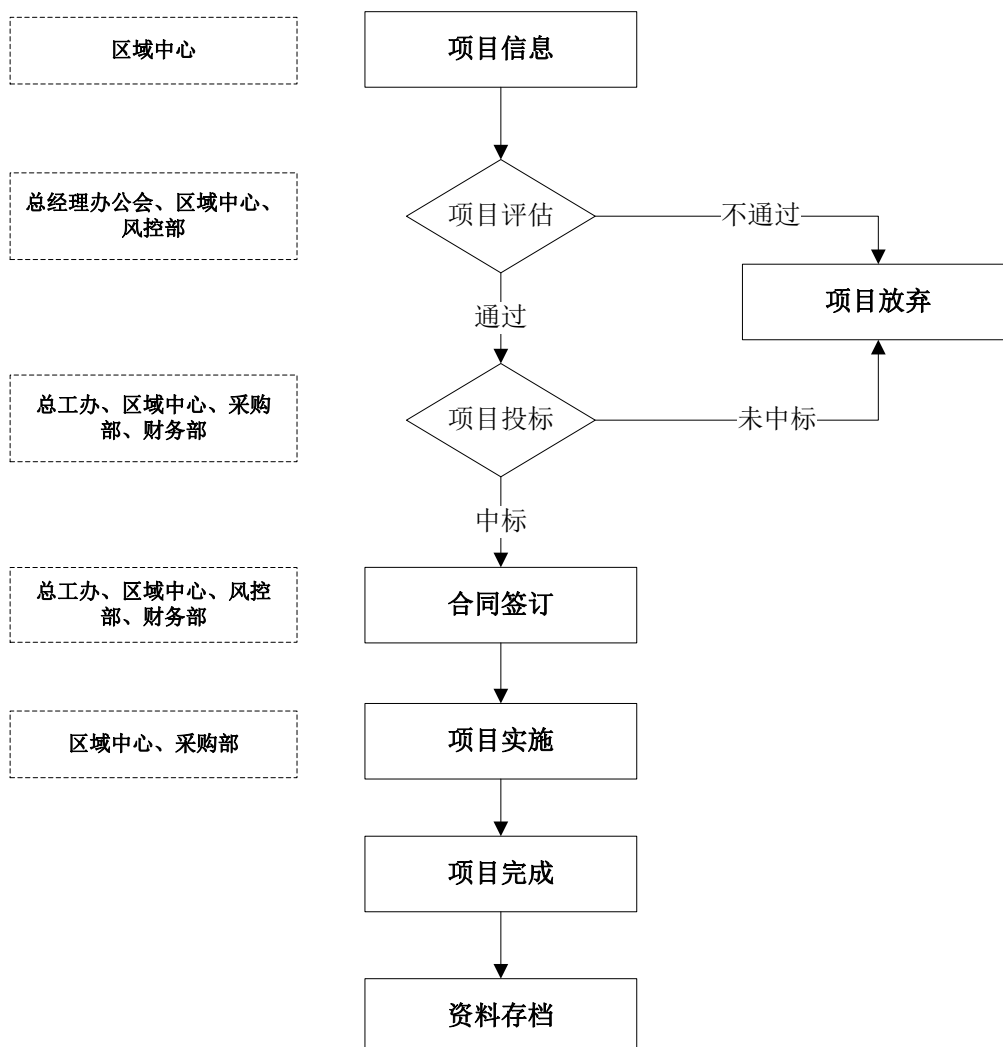 区域中心
项目信息
总经理办公会、区域中心、
风控部
项目评估
不通过
项目放弃
通过
总工办、区域中心、采购
部、财务部
项目投标
未中标
中标
总工办、区域中心、风控
部、财务部
合同签订
区域中心、采购部
项目实施
项目完成
资料存档